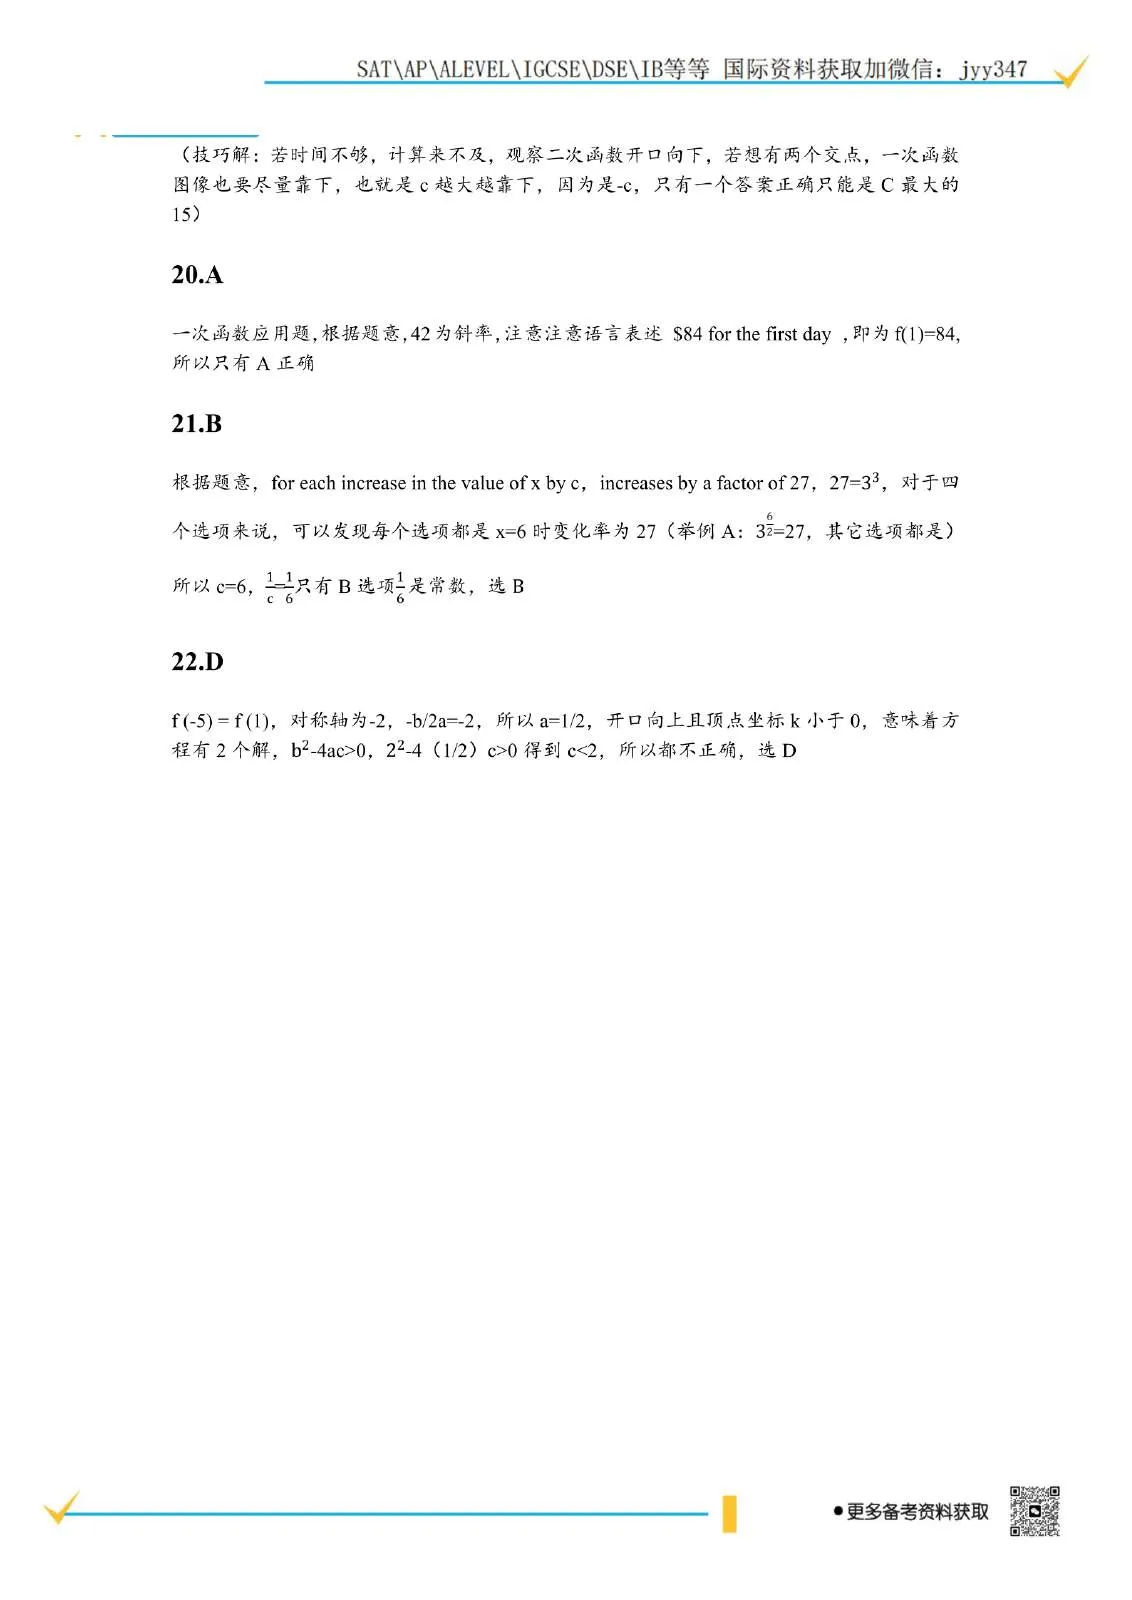 SAT\AP\ALEVEL\IGCSE\DSE\IB等等 国际资料获取加微信：jyy347
（技巧解：若时间不够，计算来不及，观察二次函数开口向下，若想有两个交点，一次函数
图像也要尽量靠下，也就是 c 越大越靠下，因为是-c，只有一个答案正确只能是 C 最大的
15）
20.A
一次函数应用题,根据题意,42 为斜率,注意注意语言表述 $84 for the first day ,即为 f(1)=84,
所以只有 A 正确
21.B
根据题意，for each increase in the value of x by c，increases by a factor of 27，27=3³，对于四
个选项来说，可以发现每个选项都是 x=6 时变化率为 27（举例 A：3^(6/2)=27，其它选项都是）
所以 c=6，1/c=1/6只有 B 选项1/6是常数，选 B
22.D
f (-5) = f (1)，对称轴为-2，-b/2a=-2，所以 a=1/2，开口向上且顶点坐标 k 小于 0，意味着方
程有 2 个解，b²-4ac>0，2²-4（1/2）c>0 得到 c<2，所以都不正确，选 D
●更多备考资料获取